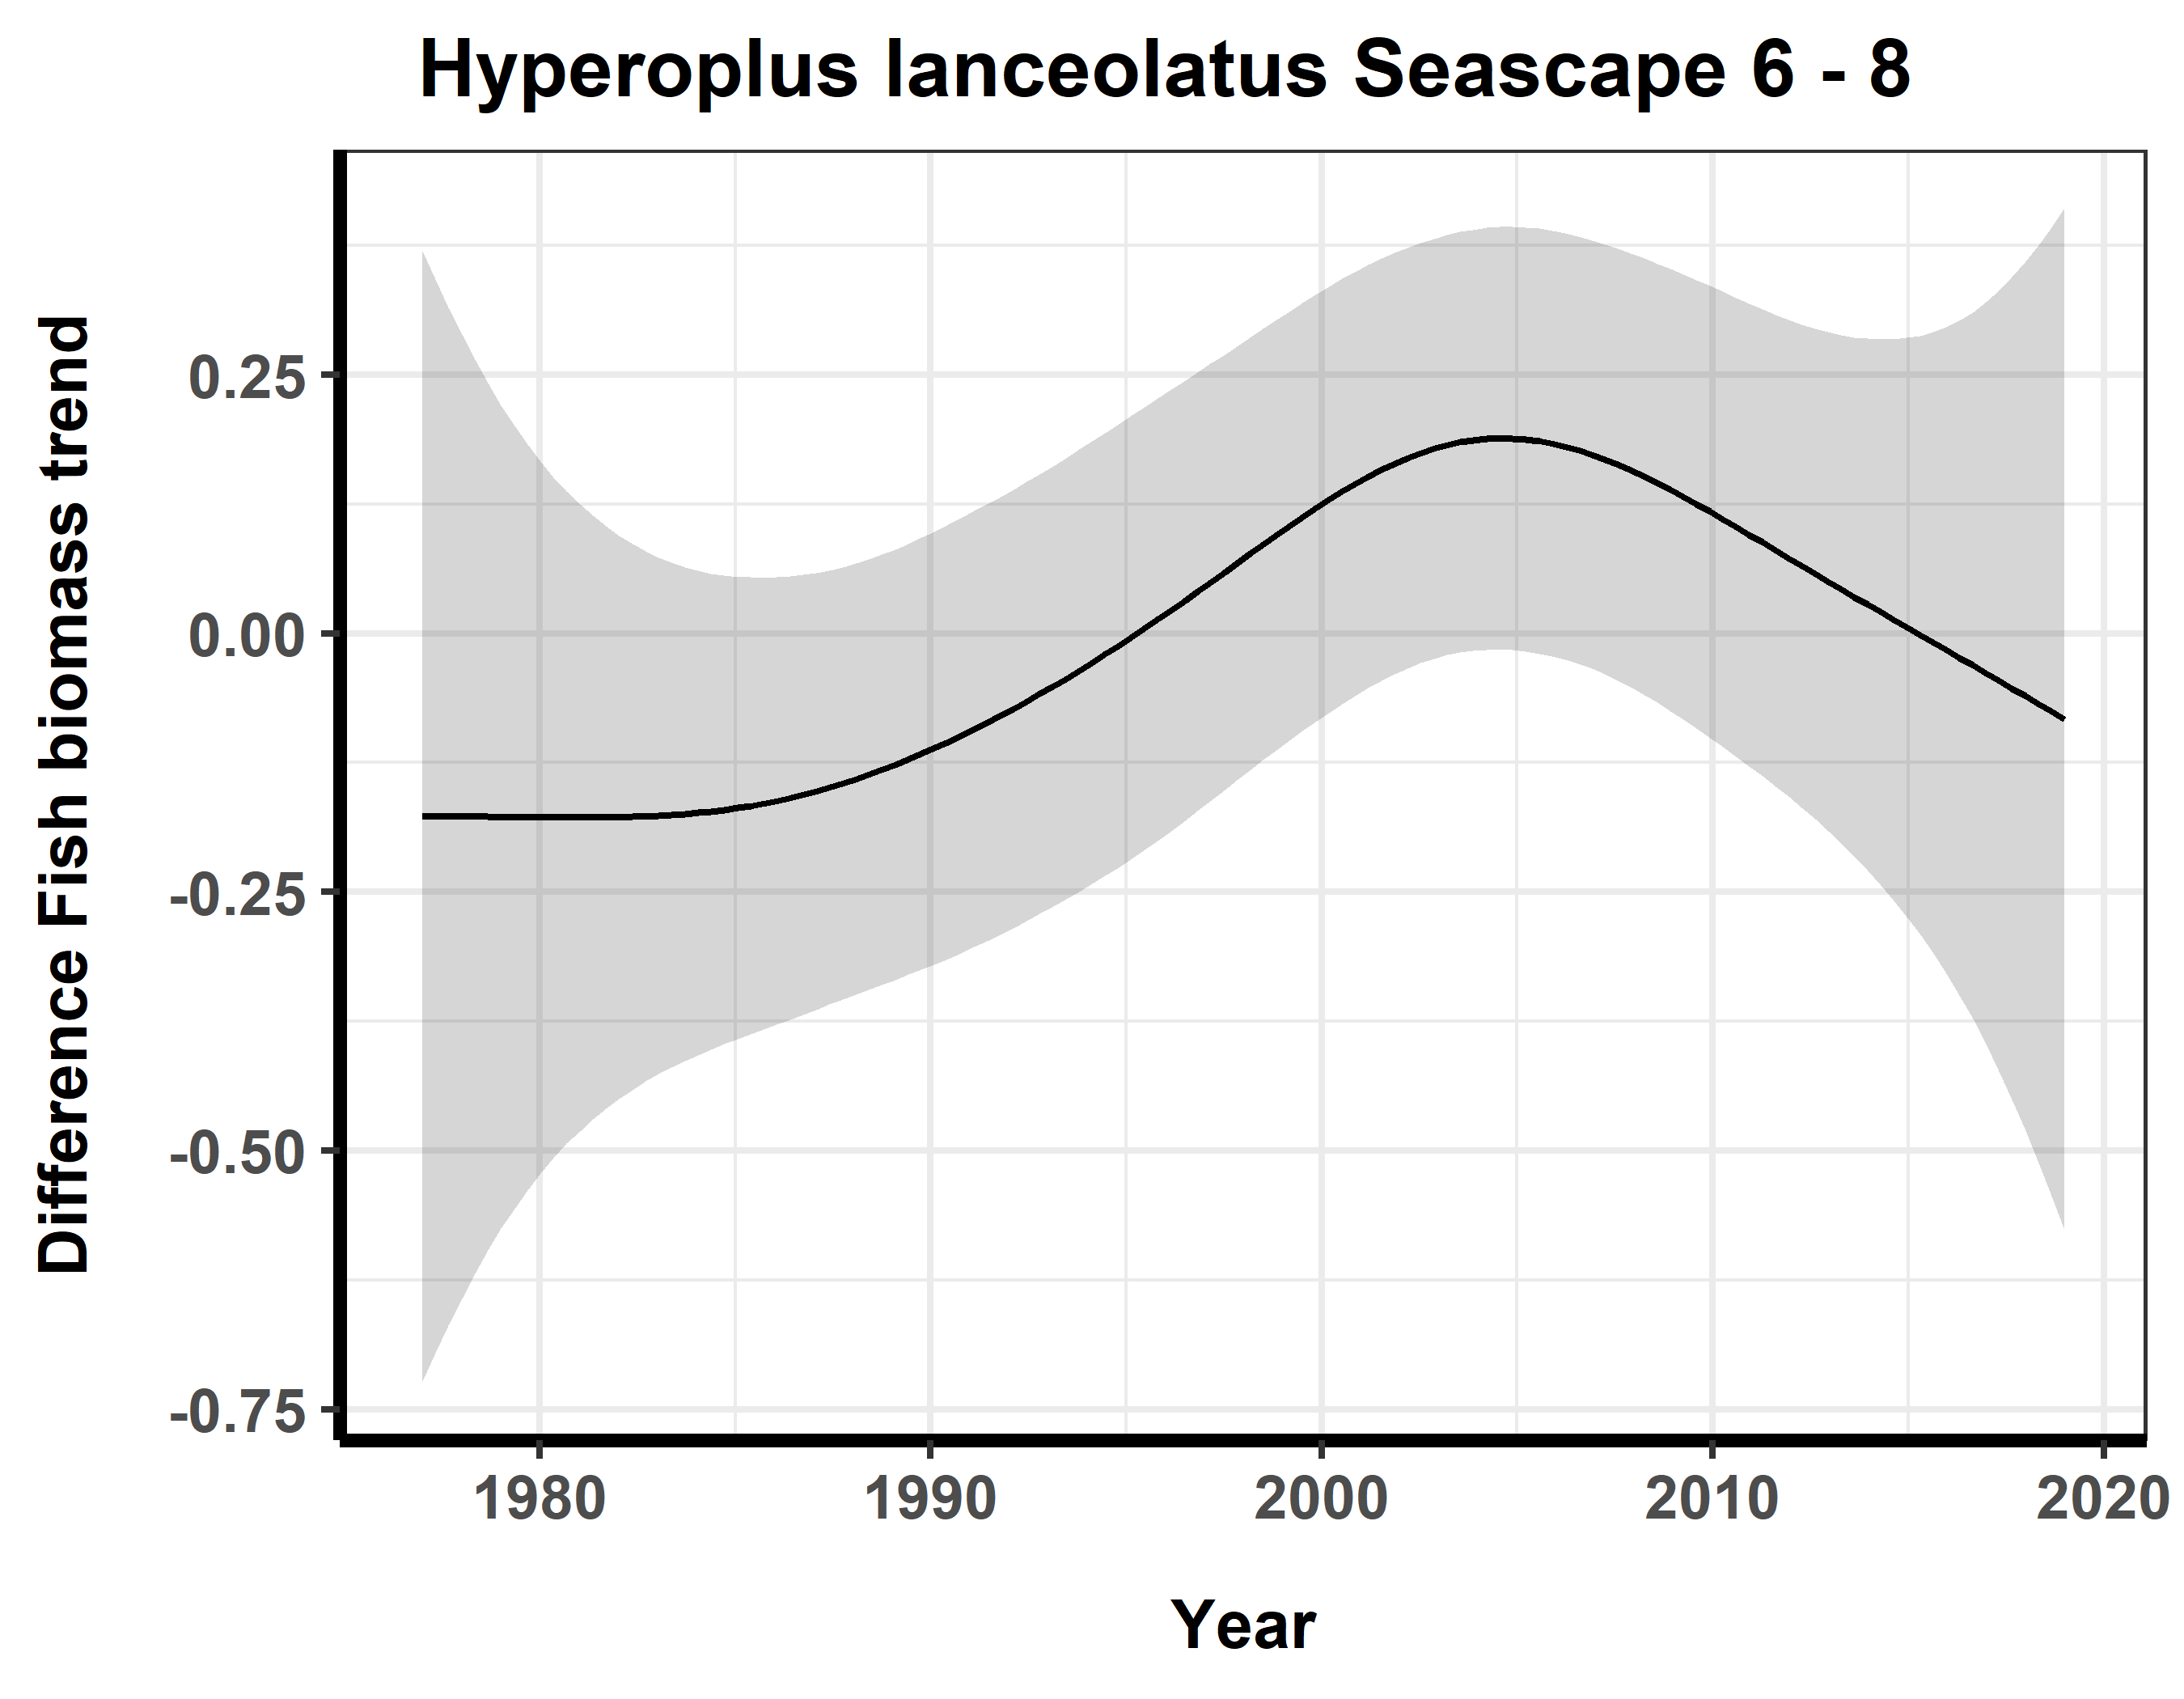 Hyperoplus lanceolatus Seascape 6 - 8
Difference Fish biomass trend
0.25
0.00
-0.25
-0.50
-0.75
1980 1990 2000 2010 2020
Year